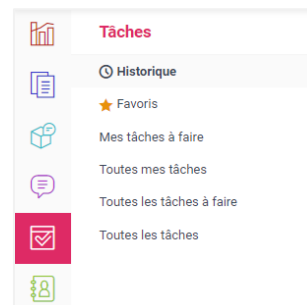 Tâches
Historique
Favoris
Mes tâches à faire
Toutes mes tâches
Toutes les tâches à faire
Toutes les tâches